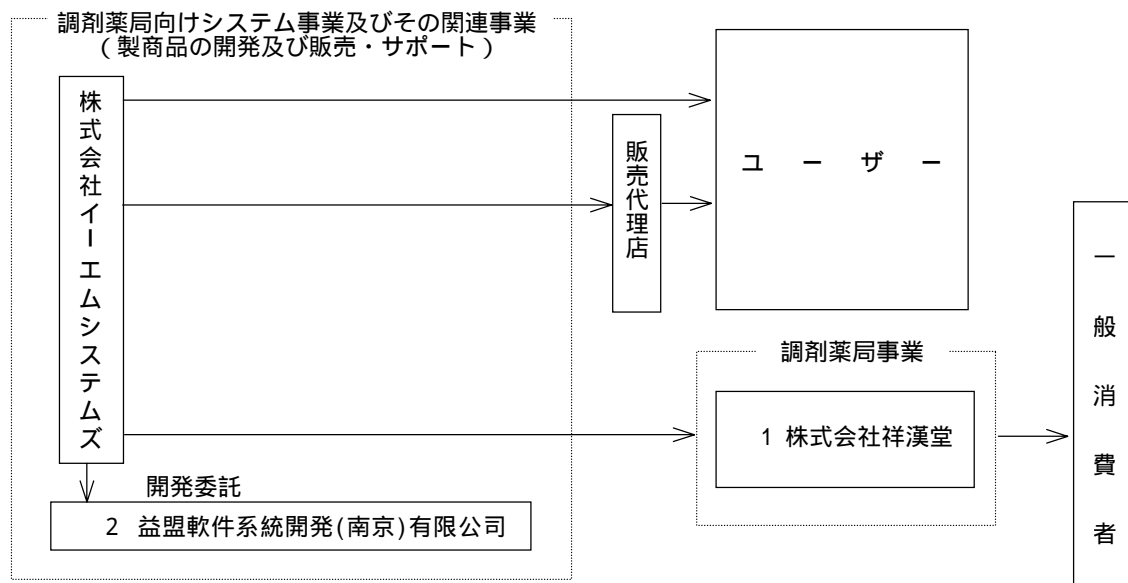 調剤薬局向けシステム事業及びその関連事業
(製商品の開発及び販売・サポート)
株式会社イーエムシステムズ
販売代理店
ユーザー
一般消費者
調剤薬局事業
1 株式会社祥漢堂
開発委託
2 益盟軟件系統開発(南京)有限公司